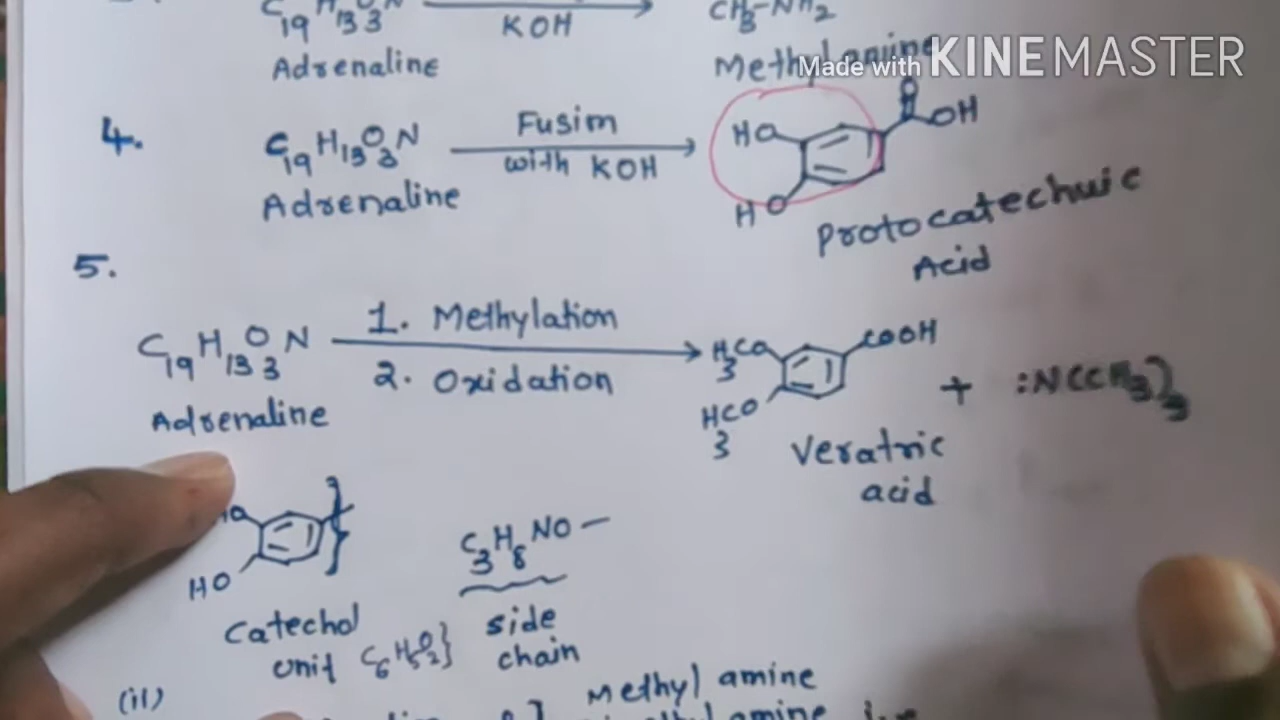 C19H13O3N
KOH
CH3-NH2
Adrenaline
Methylamine
Made with KINEMASTER
4.
C19H13O3N
Fusion
with KOH
HO
HO
O
OH
Adrenaline
Protocatechuic
Acid
5.
C19H13O3N
1. Methylation
2. Oxidation
H3CO
H3CO
COOH
+ :N(CH3)3
Adrenaline
Veratric
acid
HO
C3H8NO-
Catechol
unit C6H5O2}
side
chain
(ii)
Methyl amine